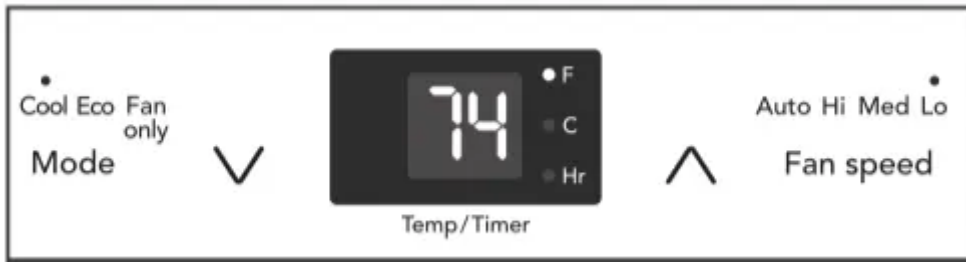 74
F
C
Hr
Cool Eco Fan only
Mode
Auto Hi Med Lo
Fan speed
Temp/Timer